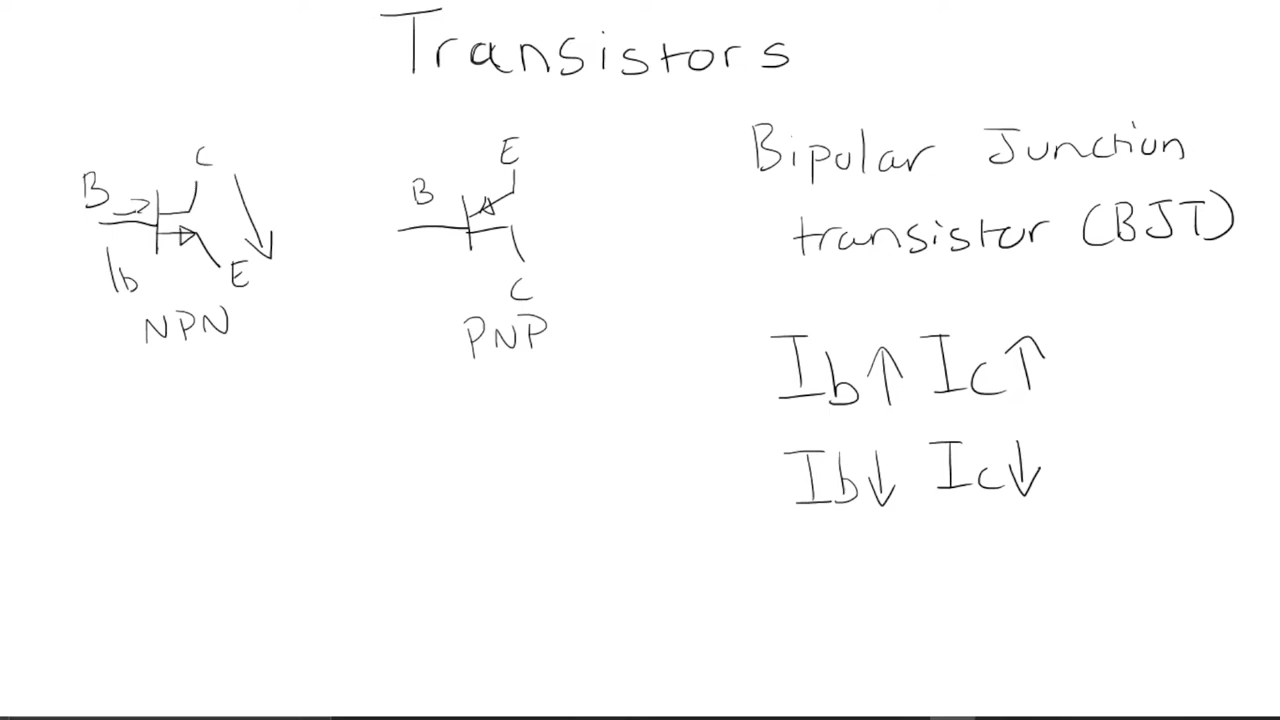 Transistors
C
B
Ib
E
NPN
E
B
C
PNP
Bipolar Junction
transistor (BJT)
Ib↑ Ic↑
Ib↓ Ic↓